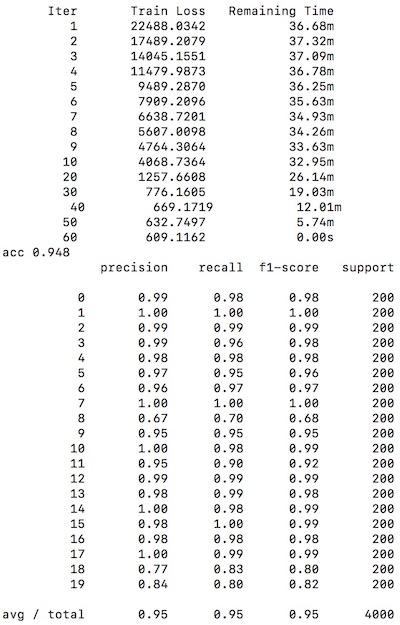 Iter Train Loss Remaining Time
1 22488.0342 36.68m
2 17489.2079 37.32m
3 14045.1551 37.09m
4 11479.9873 36.78m
5 9489.2870 36.25m
6 7909.2096 35.63m
7 6638.7201 34.93m
8 5607.0098 34.26m
9 4764.3064 33.63m
10 4068.7364 32.95m
20 1257.6608 26.14m
30 776.1605 19.03m
40 669.1719 12.01m
50 632.7497 5.74m
60 609.1162 0.00s
acc 0.948
precision recall f1-score support
0 0.99 0.98 0.98 200
1 1.00 1.00 1.00 200
2 0.99 0.99 0.99 200
3 0.99 0.96 0.98 200
4 0.98 0.98 0.98 200
5 0.97 0.95 0.96 200
6 0.96 0.97 0.97 200
7 1.00 1.00 1.00 200
8 0.67 0.70 0.68 200
9 0.95 0.95 0.95 200
10 1.00 0.98 0.99 200
11 0.95 0.90 0.92 200
12 0.99 0.99 0.99 200
13 0.98 0.99 0.98 200
14 1.00 0.98 0.99 200
15 0.98 1.00 0.99 200
16 0.98 0.98 0.98 200
17 1.00 0.99 0.99 200
18 0.77 0.83 0.80 200
19 0.84 0.80 0.82 200
avg / total 0.95 0.95 0.95 4000